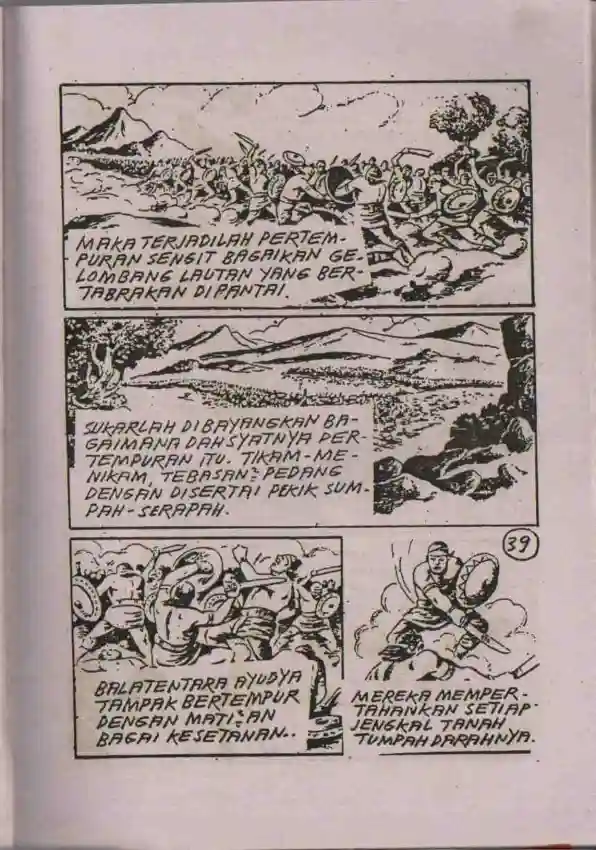 MAKA TERJADILAH PERTEM-
PURAN SENGIT BAGAIKAN GE-
LOMBANG LAUTAN YANG BER-
TABRAKAN DIPANTAI.
SUKARLAH DIBAYANGKAN BA-
GAIMANA DAHSYATNYA PER-
TEMPURAN ITU. TIKAM-ME-
NIKAM, TEBASAN² PEDANG
DENGAN DISERTAI PEKIK SUM-
PAH-SERAPAH.
39
BALATENTARA AYUDYA
TAMPAK BERTEMPUR
DENGAN MATI²AN
BAGAI KESETANAN..
MEREKA MEMPER-
TAHANKAN SETIAP
JENGKAL TANAH
TUMPAH DARAHNYA.